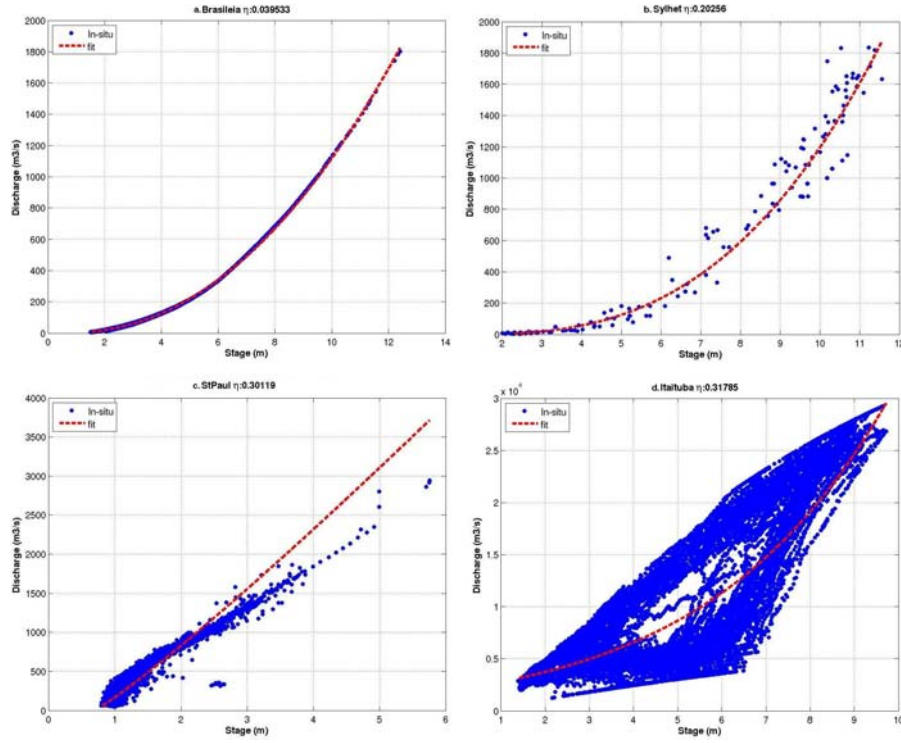 a. Brasileia η:0.039533
2000
1800
1600
1400
1200
1000
800
600
400
200
0
Discharge (m3/s)
In-situ
fit
0 2 4 6 8 10 12 14
Stage (m)
b. Sylhet η:0.20256
2000
1800
1600
1400
1200
1000
800
600
400
200
0
Discharge (m3/s)
In-situ
fit
2 3 4 5 6 7 8 9 10 11 12
Stage (m)
c. StPaul η:0.30119
4000
3500
3000
2500
2000
1500
1000
500
0
Discharge (m3/s)
In-situ
fit
0 1 2 3 4 5 6
Stage (m)
d. Itaituba η:0.31785
x 10⁴
3
2.5
2
1.5
1
0.5
0
Discharge (m3/s)
In-situ
fit
1 2 3 4 5 6 7 8 9 10
Stage (m)